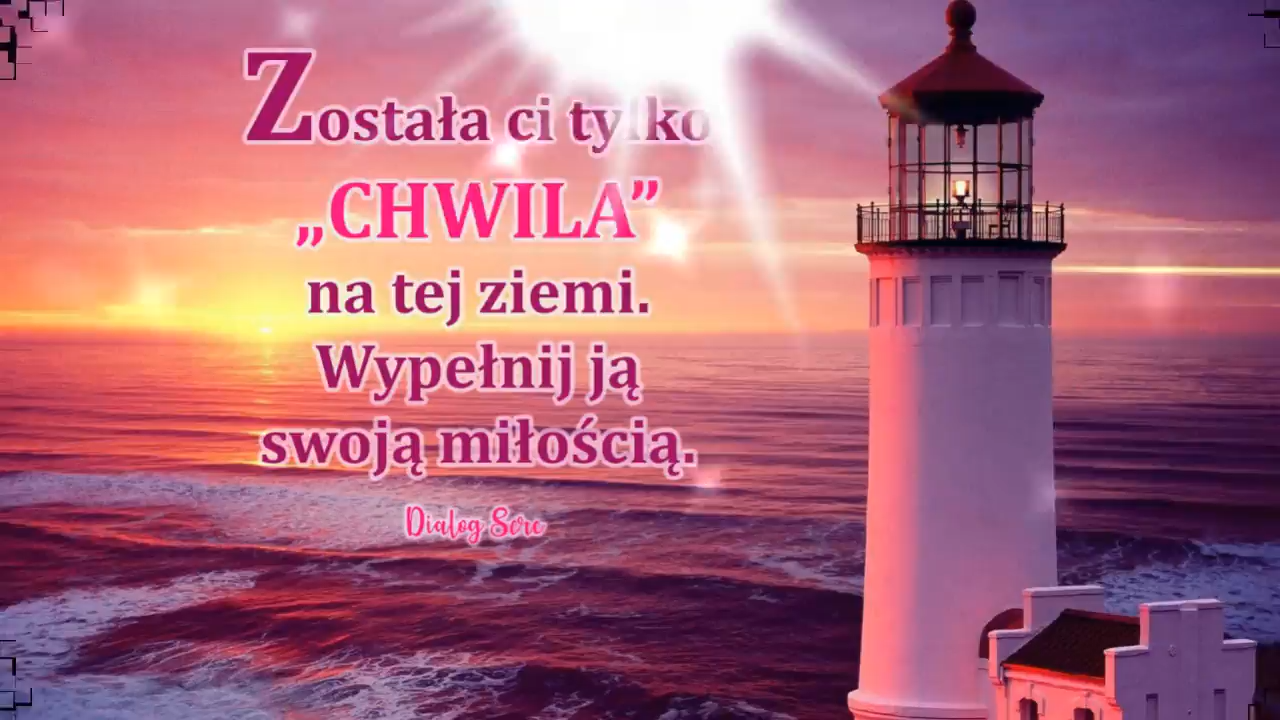 Została ci tylko
„CHWILA”
na tej ziemi.
Wypełnij ją
swoją miłością.
Dialog Serc